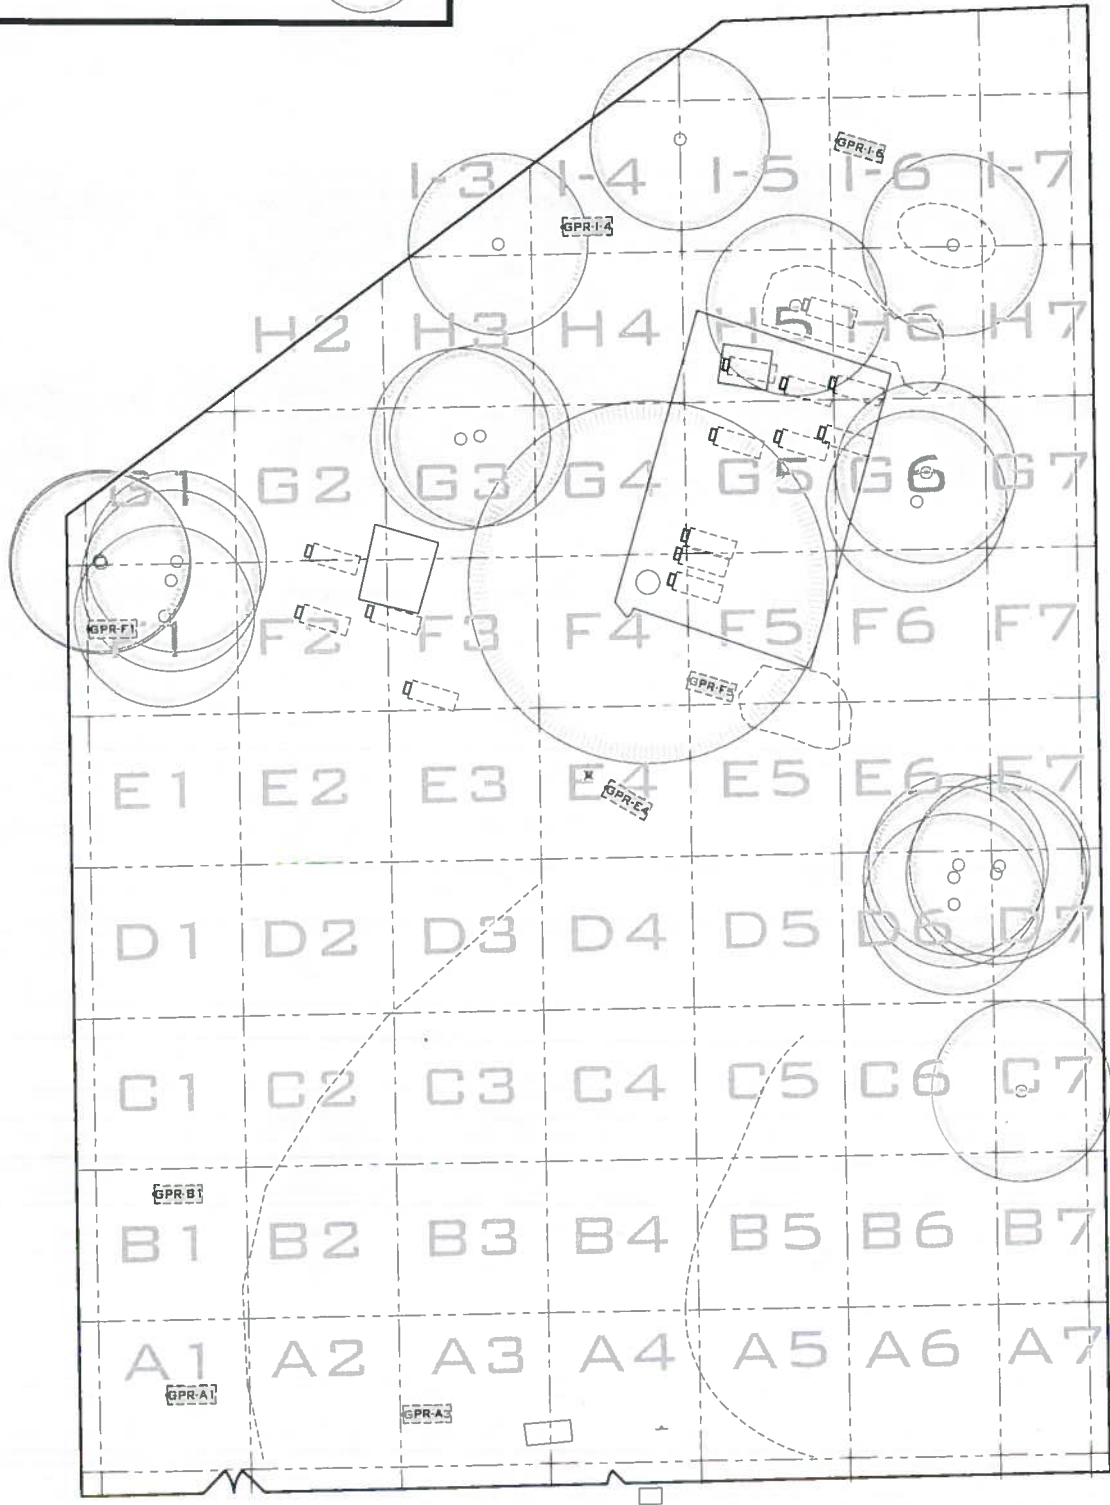 GPR-I-6
I-3 I-4 I-5 I-6 I-7
GPR-I-4
H2 H3 H4 H5 H6 H7
G1 G2 G3 G4 G5 G6 G7
GPR-F1
F2 F3 F4 F5 F6 F7
GPR-F5
E1 E2 E3 E4 E5 E6 E7
GPR-E4
D1 D2 D3 D4 D5 D6 D7
C1 C2 C3 C4 C5 C6 C7
GPR-B1
B1 B2 B3 B4 B5 B6 B7
A1 A2 A3 A4 A5 A6 A7
GPR-A1
GPR-A3